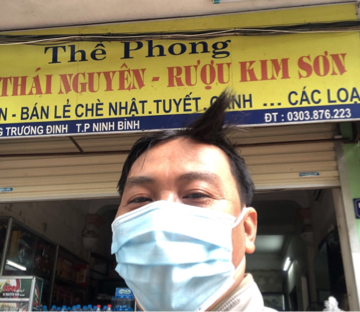 Thế Phong
THÁI NGUYÊN - RƯỢU KIM SƠN
N - BÁN LẺ CHÈ NHẬT.TUYẾT. ... CÁC LOẠ
G TRƯƠNG ĐỊNH T.P NINH BÌNH
ĐT : 0303.876.223